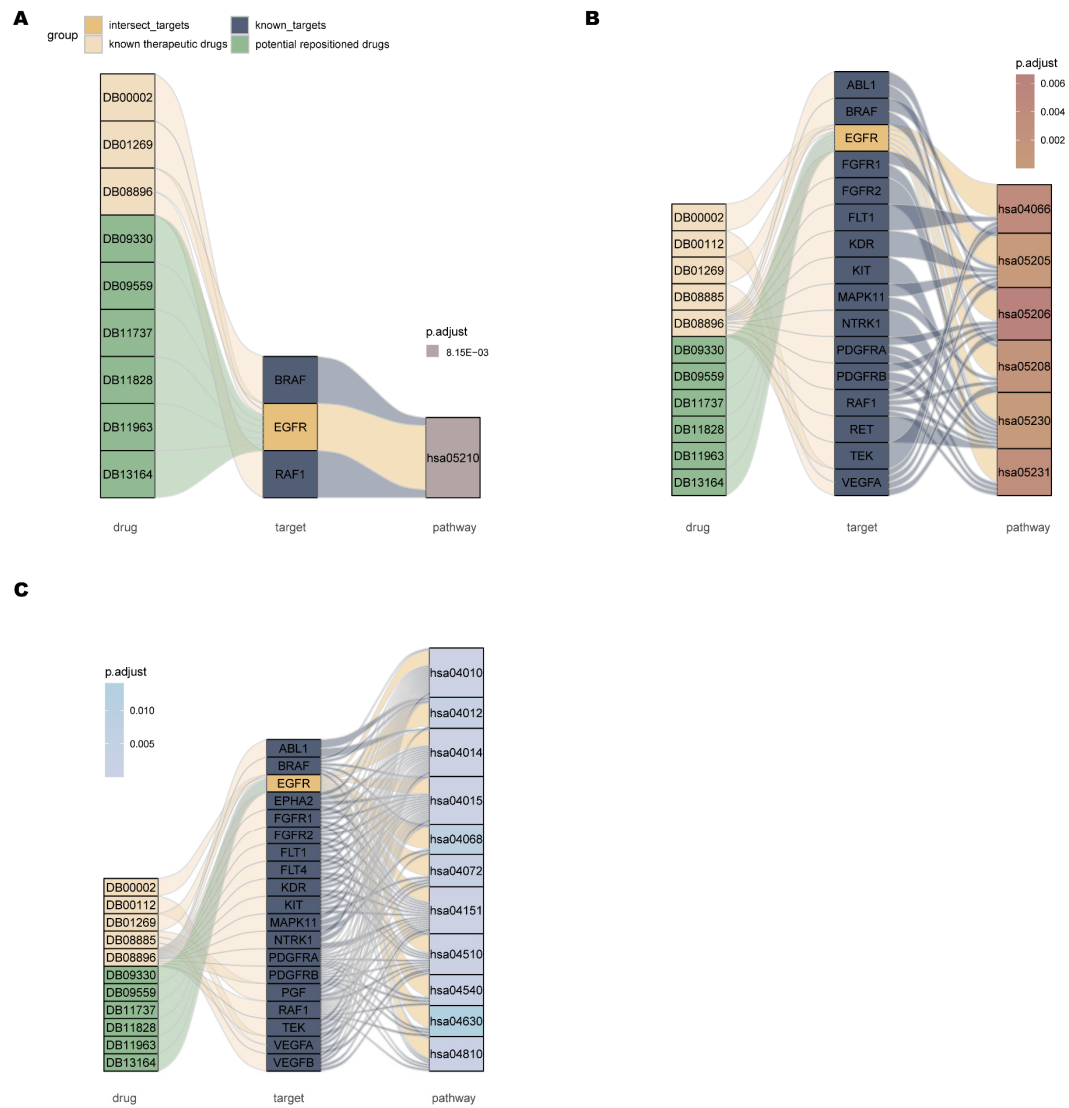 A
group
intersect_targets
known_targets
known therapeutic drugs
potential repositioned drugs
DB00002
DB01269
DB08896
DB09330
DB09559
DB11737
DB11828
DB11963
DB13164
BRAF
EGFR
RAF1
p.adjust
8.15E−03
hsa05210
drug
target
pathway
B
p.adjust
0.006
0.004
0.002
DB00002
DB00112
DB01269
DB08885
DB08896
DB09330
DB09559
DB11737
DB11828
DB11963
DB13164
ABL1
BRAF
EGFR
FGFR1
FGFR2
FLT1
KDR
KIT
MAPK11
NTRK1
PDGFRA
PDGFRB
RAF1
RET
TEK
VEGFA
hsa04066
hsa05205
hsa05206
hsa05208
hsa05230
hsa05231
drug
target
pathway
C
p.adjust
0.010
0.005
DB00002
DB00112
DB01269
DB08885
DB08896
DB09330
DB09559
DB11737
DB11828
DB11963
DB13164
ABL1
BRAF
EGFR
EPHA2
FGFR1
FGFR2
FLT1
FLT4
KDR
KIT
MAPK11
NTRK1
PDGFRA
PDGFRB
PGF
RAF1
TEK
VEGFA
VEGFB
hsa04010
hsa04012
hsa04014
hsa04015
hsa04068
hsa04072
hsa04151
hsa04510
hsa04540
hsa04630
hsa04810
drug
target
pathway